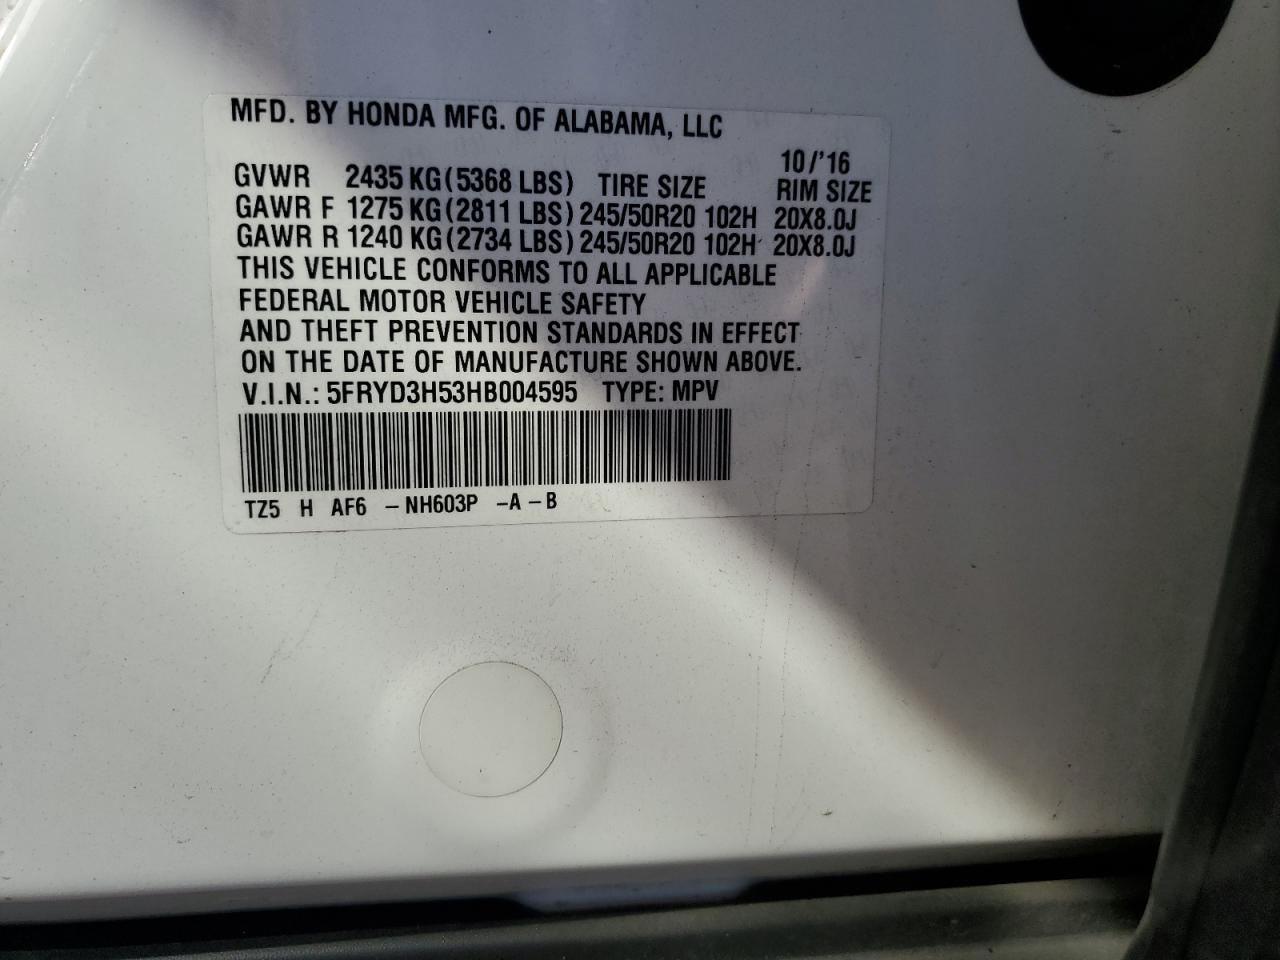 MFD. BY HONDA MFG. OF ALABAMA, LLC
10/'16
GVWR 2435 KG(5368 LBS) TIRE SIZE RIM SIZE
GAWR F 1275 KG(2811 LBS) 245/50R20 102H 20X8.0J
GAWR R 1240 KG(2734 LBS) 245/50R20 102H 20X8.0J
THIS VEHICLE CONFORMS TO ALL APPLICABLE
FEDERAL MOTOR VEHICLE SAFETY
AND THEFT PREVENTION STANDARDS IN EFFECT
ON THE DATE OF MANUFACTURE SHOWN ABOVE.
V.I.N.: 5FRYD3H53HB004595 TYPE: MPV
TZ5 H AF6 -NH603P -A-B